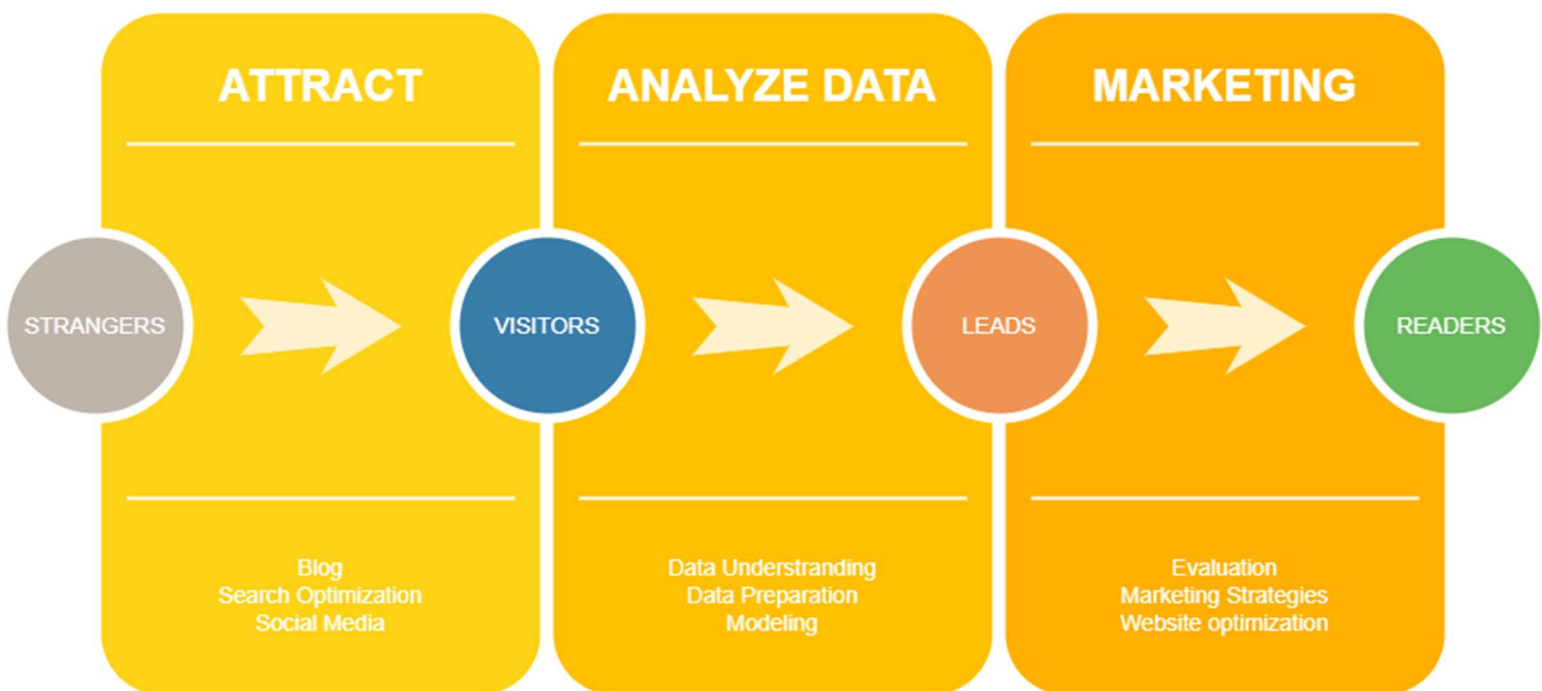 ATTRACT
ANALYZE DATA
MARKETING
STRANGERS
VISITORS
LEADS
READERS
Blog
Search Optimization
Social Media
Data Understranding
Data Preparation
Modeling
Evaluation
Marketing Strategies
Website optimization